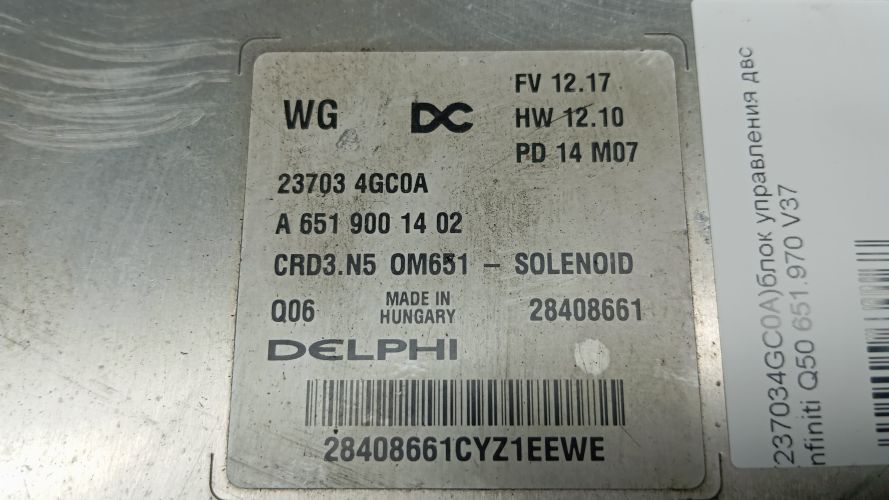 WG
DC
FV 12.17
HW 12.10
PD 14 M07
23703 4GC0A
A 651 900 14 02
CRD3.N5 OM651 - SOLENOID
Q06
MADE IN
HUNGARY
28408661
DELPHI
28408661CYZ1EEWE
237034GC0A)блок управления двс
nfiniti Q50 651.970 V37